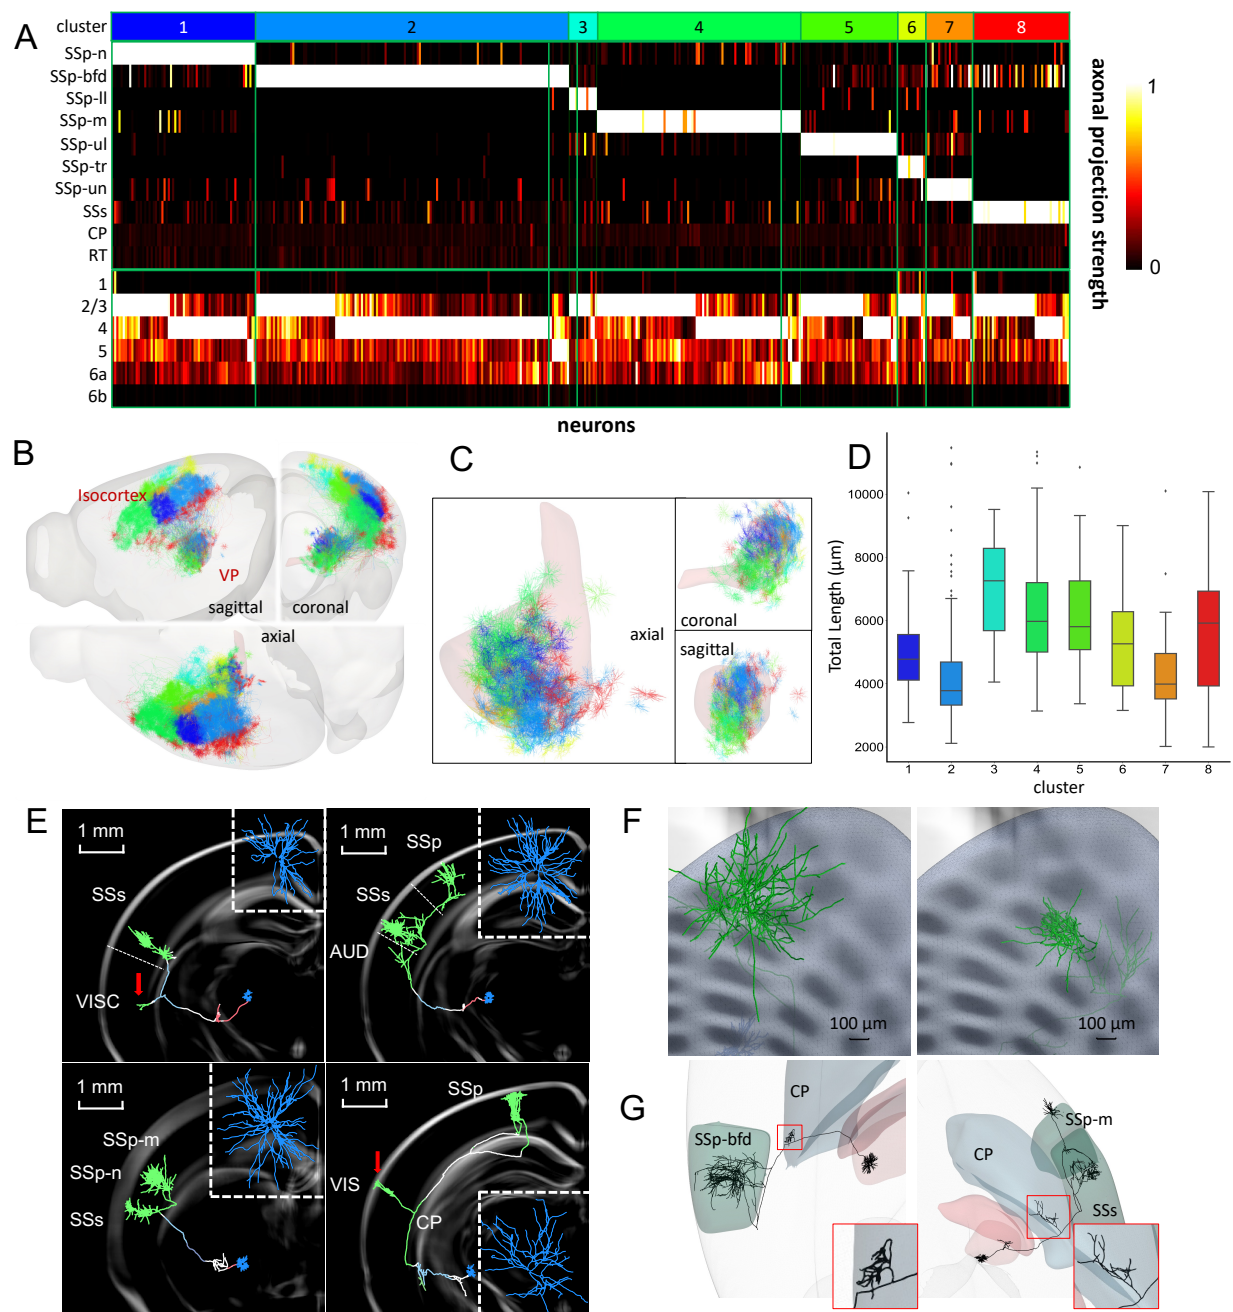 A
cluster 1 2 3 4 5 6 7 8
SSp-n
SSp-bfd
SSp-ll
SSp-m
SSp-ul
SSp-tr
SSp-un
SSs
CP
RT
1
2/3
4
5
6a
6b
neurons
axonal projection strength
1
0
B
Isocortex
VP
sagittal
coronal
axial
C
axial
coronal
sagittal
D
Total Length (µm)
10000
8000
6000
4000
2000
1 2 3 4 5 6 7 8
cluster
E
1 mm
SSs
VISC
1 mm
SSp
SSs
AUD
1 mm
SSp-m
SSp-n
SSs
1 mm
SSp
VIS
CP
F
100 µm
100 µm
G
CP
SSp-bfd
SSp-m
CP
SSs